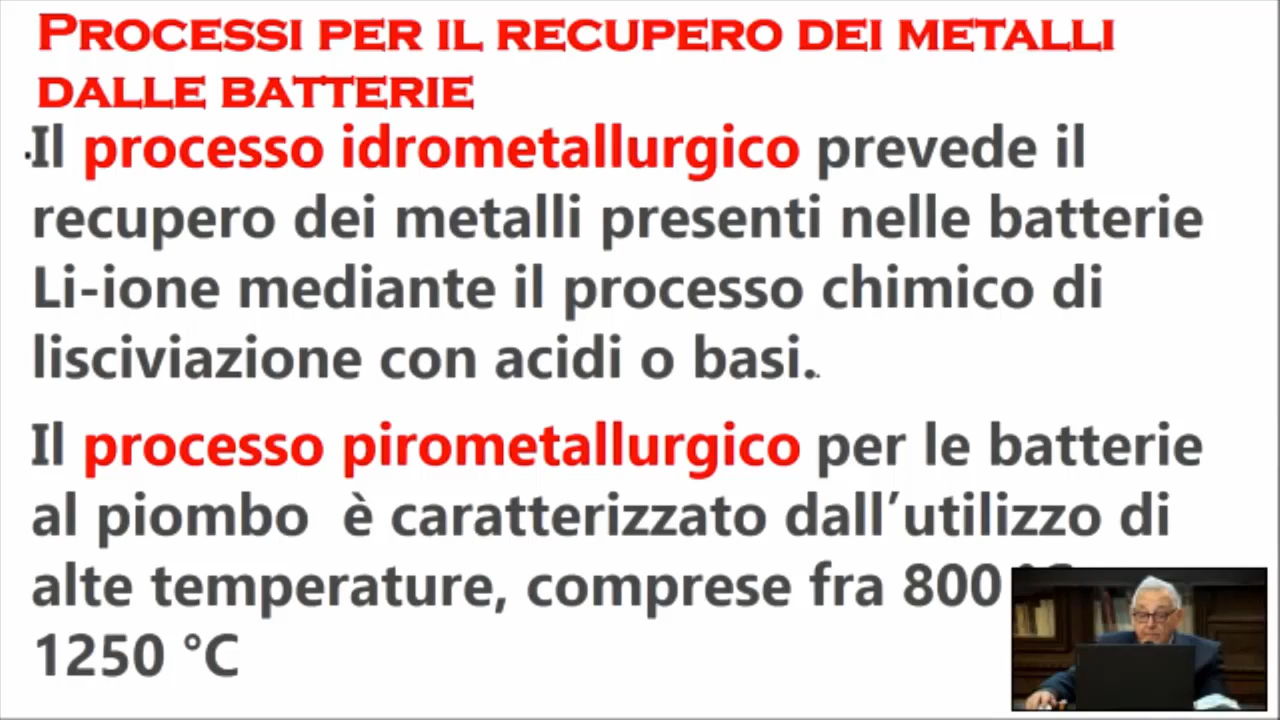 PROCESSI PER IL RECUPERO DEI METALLI
DALLE BATTERIE
.Il processo idrometallurgico prevede il
recupero dei metalli presenti nelle batterie
Li-ione mediante il processo chimico di
lisciviazione con acidi o basi..
Il processo pirometallurgico per le batterie
al piombo è caratterizzato dall’utilizzo di
alte temperature, comprese fra 800
1250 °C